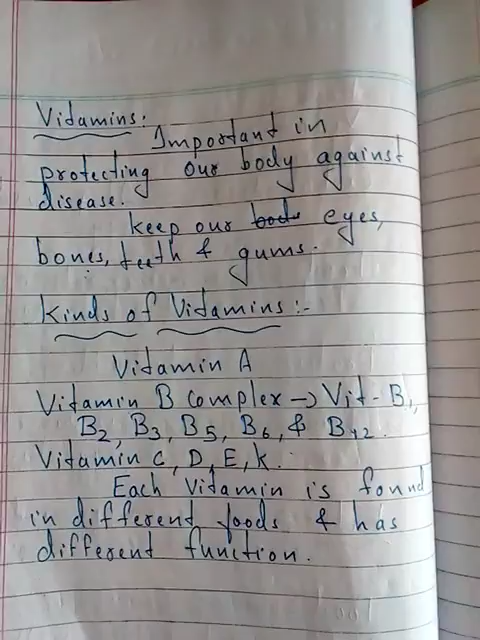 Vitamins:
Important in
protecting our body against
disease.
keep our eyes,
bones, teeth & gums.
Kinds of Vitamins :-
Vitamin A
Vitamin B Complex → Vit-B1,
B2, B3, B5, B6, & B12.
Vitamin C, D, E, K.
Each Vitamin is found
in different foods & has
different function.